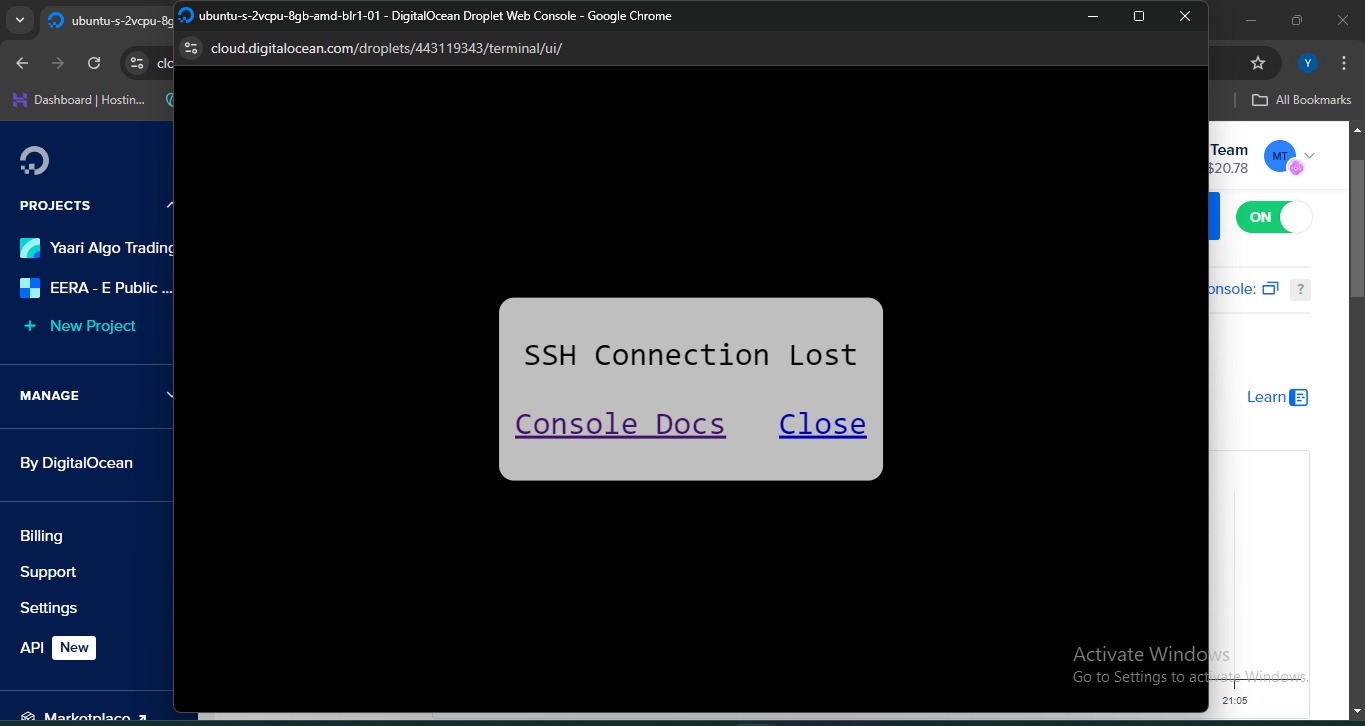 ubuntu-s-2vcpu-8g
ubuntu-s-2vcpu-8gb-amd-blr1-01 - DigitalOcean Droplet Web Console - Google Chrome
clo
cloud.digitalocean.com/droplets/443119343/terminal/ui/
Y
Dashboard | Hostin...
All Bookmarks
Team
$20.78
MT
PROJECTS
Yaari Algo Trading
EERA - E Public ...
+ New Project
ON
onsole:
?
SSH Connection Lost
Console Docs Close
MANAGE
Learn
By DigitalOcean
Billing
Support
Settings
API New
Marketplace
Activate Windows
Go to Settings to activate Windows.
21:05